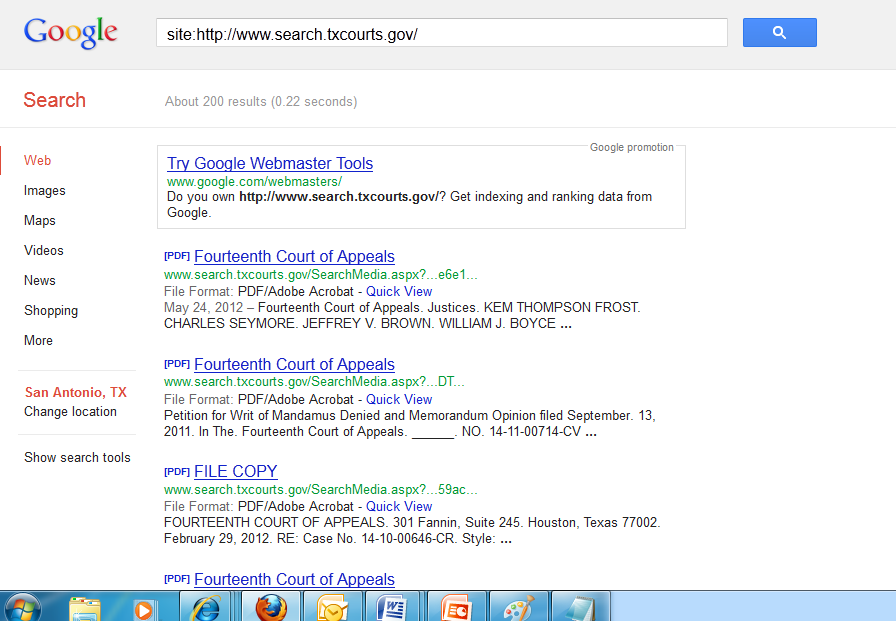 Google
site:http://www.search.txcourts.gov/
Search
About 200 results (0.22 seconds)
Web
Images
Maps
Videos
News
Shopping
More
San Antonio, TX
Change location
Show search tools
Google promotion
Try Google Webmaster Tools
www.google.com/webmasters/
Do you own http://www.search.txcourts.gov/? Get indexing and ranking data from
Google.
[PDF] Fourteenth Court of Appeals
www.search.txcourts.gov/SearchMedia.aspx?...e6e1...
File Format: PDF/Adobe Acrobat - Quick View
May 24, 2012 – Fourteenth Court of Appeals. Justices. KEM THOMPSON FROST.
CHARLES SEYMORE. JEFFREY V. BROWN. WILLIAM J. BOYCE ...
[PDF] Fourteenth Court of Appeals
www.search.txcourts.gov/SearchMedia.aspx?...DT...
File Format: PDF/Adobe Acrobat - Quick View
Petition for Writ of Mandamus Denied and Memorandum Opinion filed September. 13,
2011. In The. Fourteenth Court of Appeals. ______. NO. 14-11-00714-CV ...
[PDF] FILE COPY
www.search.txcourts.gov/SearchMedia.aspx?...59ac...
File Format: PDF/Adobe Acrobat - Quick View
FOURTEENTH COURT OF APPEALS. 301 Fannin, Suite 245. Houston, Texas 77002.
February 29, 2012. RE: Case No. 14-10-00646-CR. Style: ...
[PDF] Fourteenth Court of Appeals